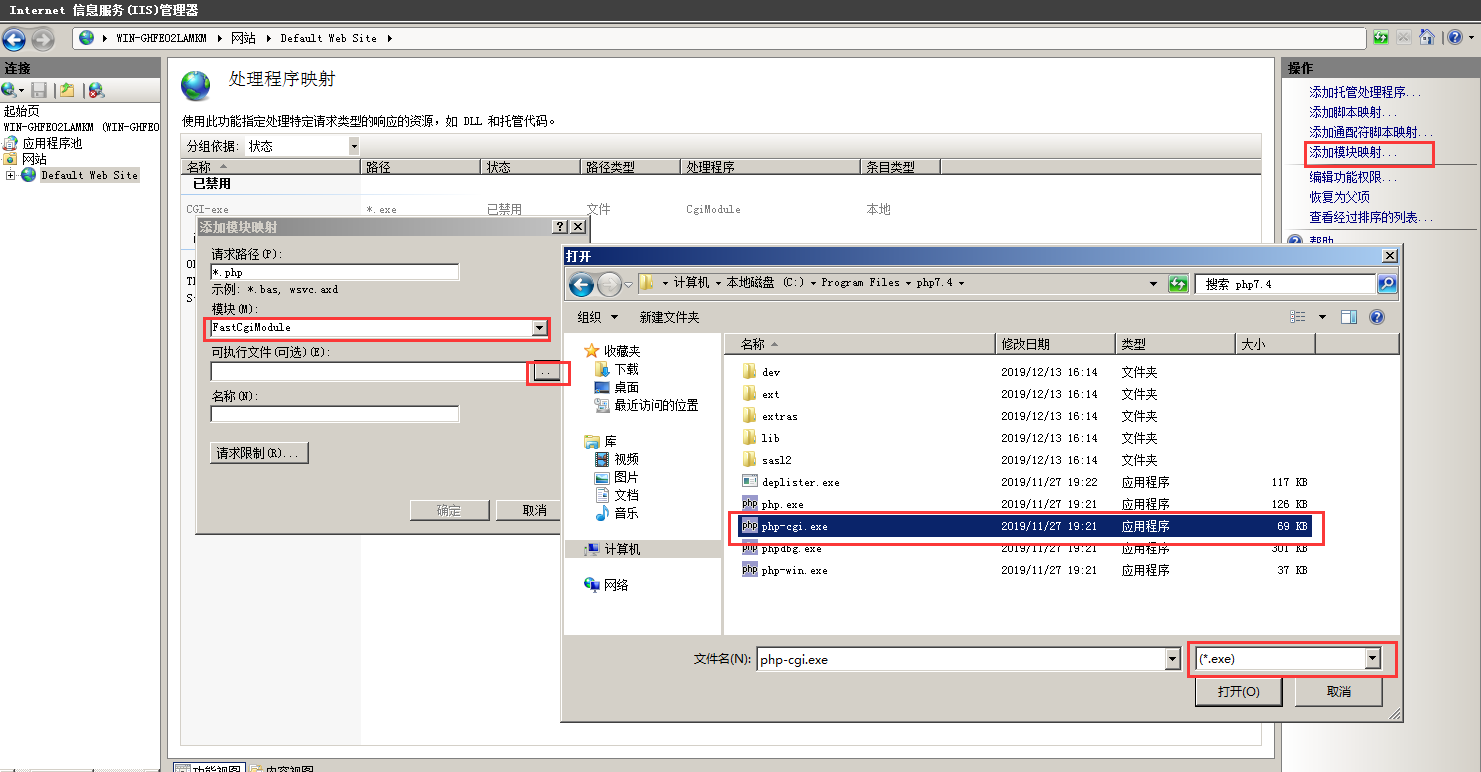 Internet 信息服务(IIS)管理器
WIN-GHFEO2LAMKM 网站 Default Web Site
连接
起始页
WIN-GHFEO2LAMKM (WIN-GHFEO
应用程序池
网站
Default Web Site
处理程序映射
使用此功能指定处理特定请求类型的响应的资源，如 DLL 和托管代码。
分组依据: 状态
名称 路径 状态 路径类型 处理程序 条目类型
已禁用
CGI-exe *.exe 已禁用 文件 CgiModule 本地
添加模块映射
请求路径(P):
*.php
示例: *.bas, wsvc.axd
模块(M):
FastCgiModule
可执行文件(可选)(E):
...
名称(N):
请求限制(R)...
确定 取消
打开
计算机 本地磁盘 (C:) Program Files php7.4
搜索 php7.4
组织 新建文件夹
收藏夹
下载
桌面
最近访问的位置
库
视频
图片
文档
音乐
计算机
网络
名称 修改日期 类型 大小
dev 2019/12/13 16:14 文件夹
ext 2019/12/13 16:14 文件夹
extras 2019/12/13 16:14 文件夹
lib 2019/12/13 16:14 文件夹
sasl2 2019/12/13 16:14 文件夹
deplister.exe 2019/11/27 19:22 应用程序 117 KB
php.exe 2019/11/27 19:21 应用程序 126 KB
php-cgi.exe 2019/11/27 19:21 应用程序 69 KB
phpdbg.exe 2019/11/27 19:21 应用程序 301 KB
php-win.exe 2019/11/27 19:21 应用程序 37 KB
文件名(N): php-cgi.exe
(*.exe)
打开(O) 取消
操作
添加托管处理程序...
添加脚本映射...
添加通配符脚本映射...
添加模块映射...
编辑功能权限...
恢复为父项
查看经过排序的列表...
帮助
功能视图 内容视图